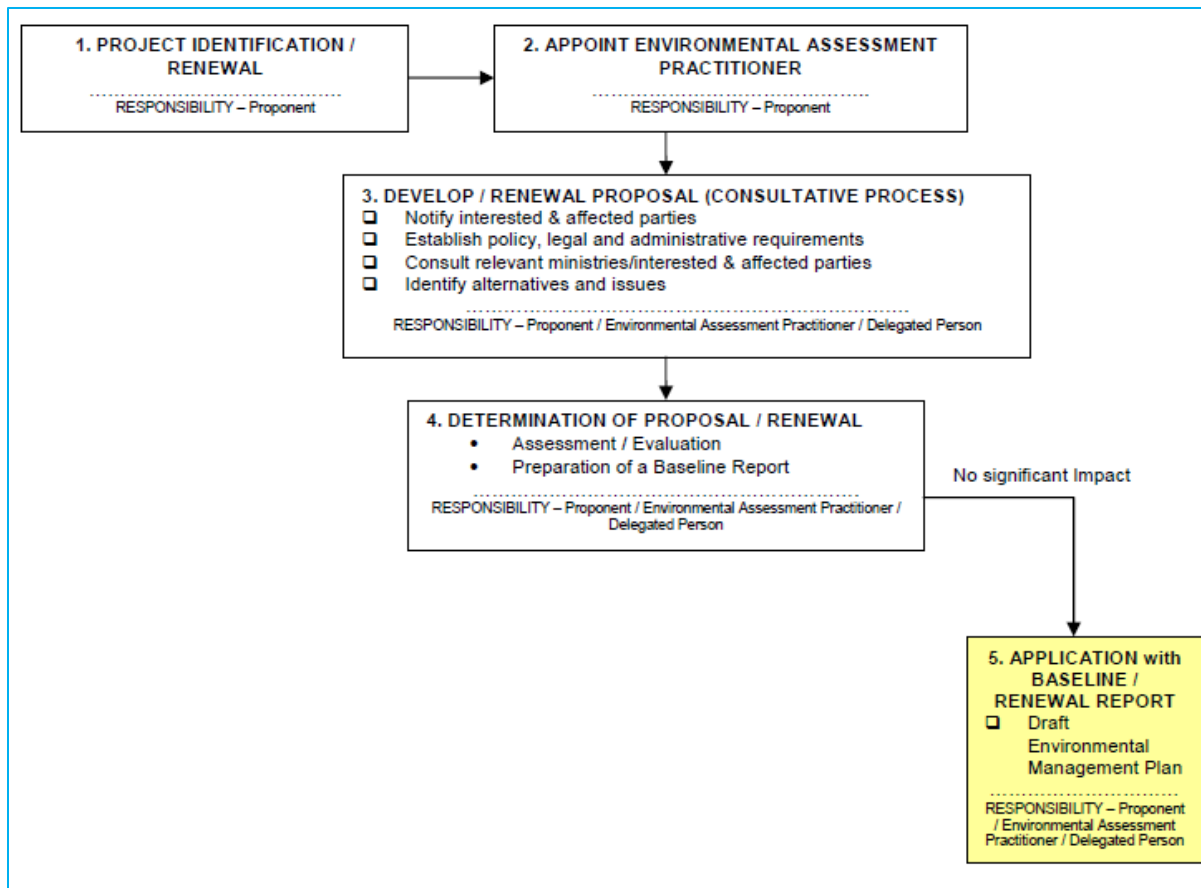 1. PROJECT IDENTIFICATION /
RENEWAL
RESPONSIBILITY – Proponent
2. APPOINT ENVIRONMENTAL ASSESSMENT
PRACTITIONER
RESPONSIBILITY – Proponent
3. DEVELOP / RENEWAL PROPOSAL (CONSULTATIVE PROCESS)
Notify interested & affected parties
Establish policy, legal and administrative requirements
Consult relevant ministries/interested & affected parties
Identify alternatives and issues
RESPONSIBILITY – Proponent / Environmental Assessment Practitioner / Delegated Person
4. DETERMINATION OF PROPOSAL / RENEWAL
• Assessment / Evaluation
• Preparation of a Baseline Report
RESPONSIBILITY – Proponent / Environmental Assessment Practitioner /
Delegated Person
No significant Impact
5. APPLICATION with
BASELINE /
RENEWAL REPORT
Draft
Environmental
Management Plan
RESPONSIBILITY – Proponent
/ Environmental Assessment
Practitioner / Delegated Person